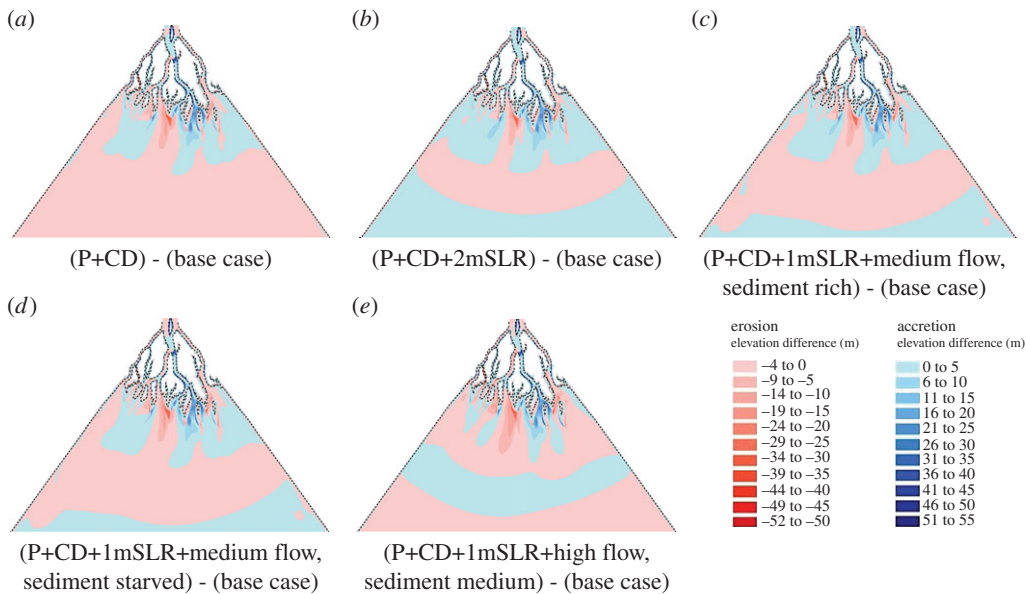 (a)
(b)
(c)
(P+CD) - (base case)
(P+CD+2mSLR) - (base case)
(P+CD+1mSLR+medium flow,
sediment rich) - (base case)
(d)
(e)
(P+CD+1mSLR+medium flow,
sediment starved) - (base case)
(P+CD+1mSLR+high flow,
sediment medium) - (base case)
erosion
elevation difference (m)
–4 to 0
–9 to –5
–14 to –10
–19 to –15
–24 to –20
–29 to –25
–34 to –30
–39 to –35
–44 to –40
–49 to –45
–52 to –50
accretion
elevation difference (m)
0 to 5
6 to 10
11 to 15
16 to 20
21 to 25
26 to 30
31 to 35
36 to 40
41 to 45
46 to 50
51 to 55